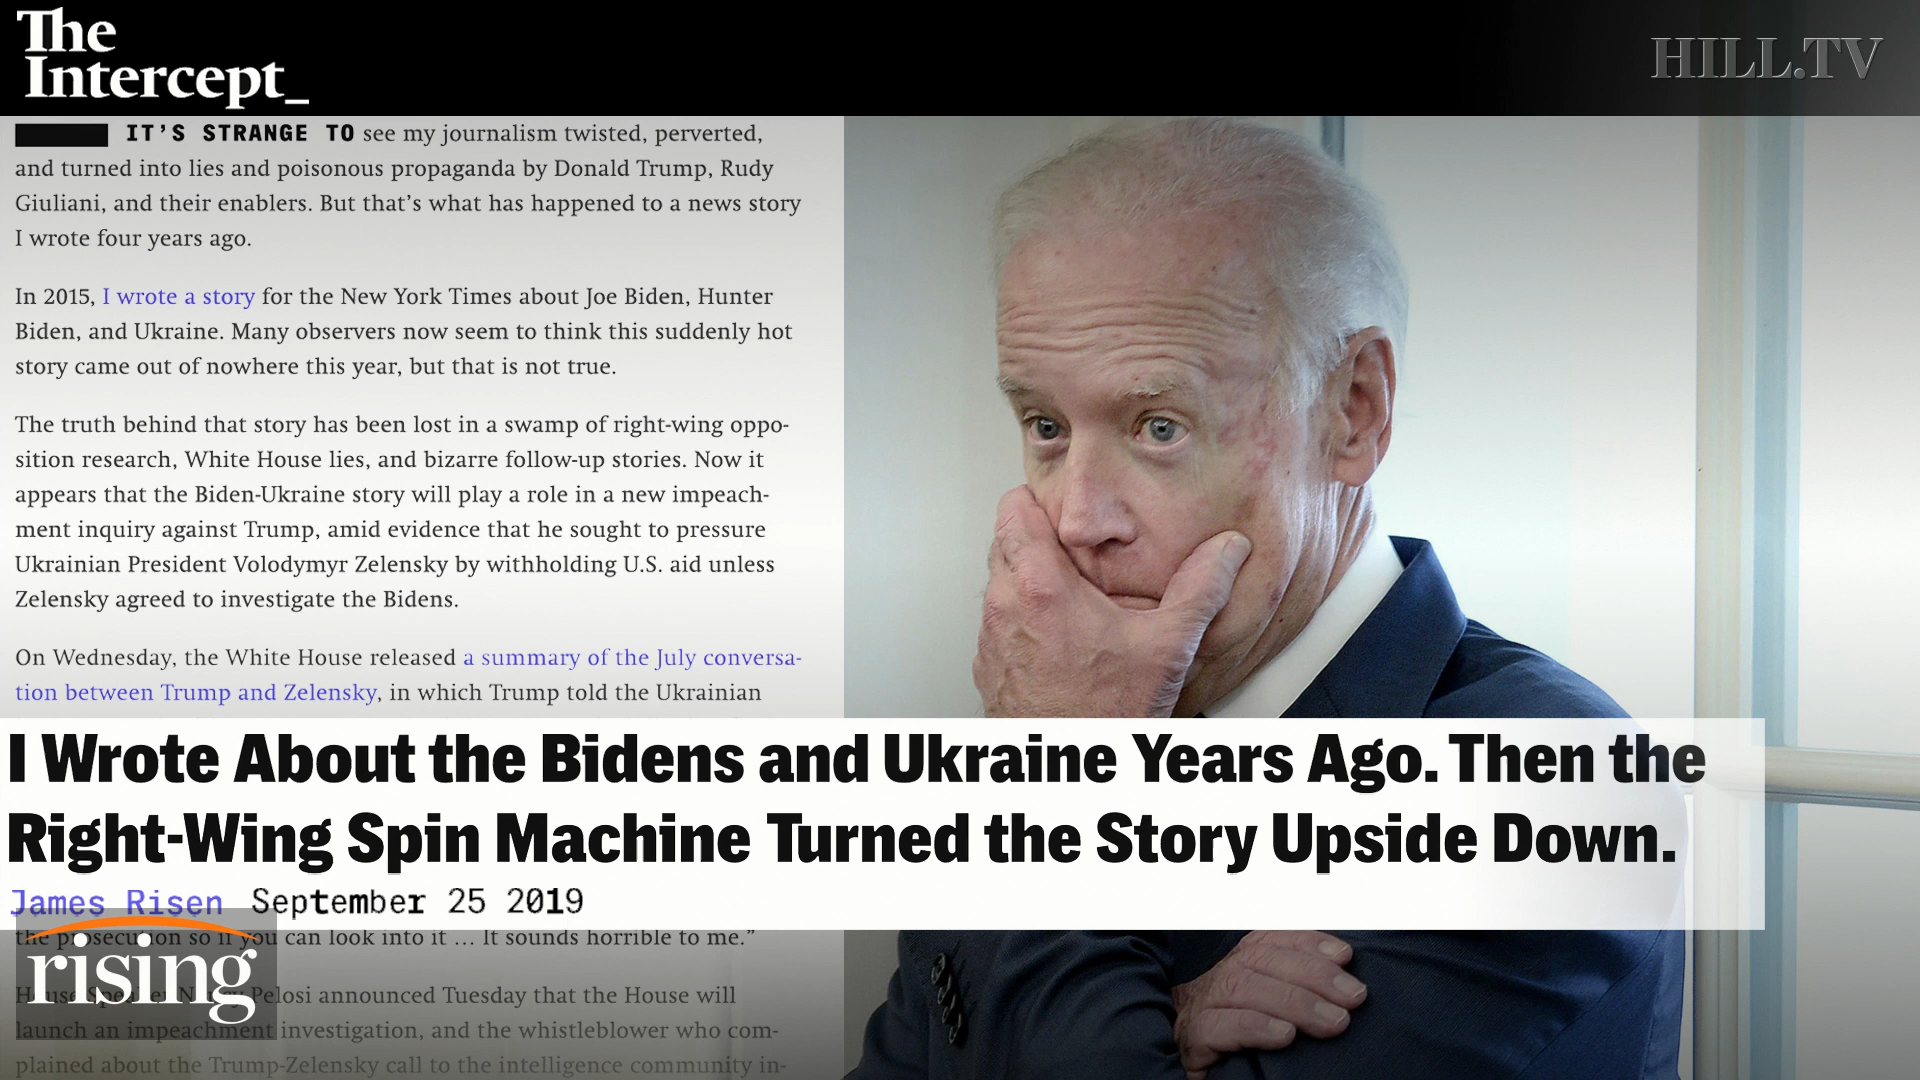 The
Intercept_
HILL.TV
IT'S STRANGE TO see my journalism twisted, perverted,
and turned into lies and poisonous propaganda by Donald Trump, Rudy
Giuliani, and their enablers. But that's what has happened to a news story
I wrote four years ago.
In 2015, I wrote a story for the New York Times about Joe Biden, Hunter
Biden, and Ukraine. Many observers now seem to think this suddenly hot
story came out of nowhere this year, but that is not true.
The truth behind that story has been lost in a swamp of right-wing oppo-
sition research, White House lies, and bizarre follow-up stories. Now it
appears that the Biden-Ukraine story will play a role in a new impeach-
ment inquiry against Trump, amid evidence that he sought to pressure
Ukrainian President Volodymyr Zelensky by withholding U.S. aid unless
Zelensky agreed to investigate the Bidens.
On Wednesday, the White House released a summary of the July conversa-
tion between Trump and Zelensky, in which Trump told the Ukrainian
I Wrote About the Bidens and Ukraine Years Ago. Then the
Right-Wing Spin Machine Turned the Story Upside Down.
James Risen September 25 2019
the prosecution so if you can look into it … It sounds horrible to me.”
rising
House Speaker Nancy Pelosi announced Tuesday that the House will
launch an impeachment investigation, and the whistleblower who com-
plained about the Trump-Zelensky call to the intelligence community in-